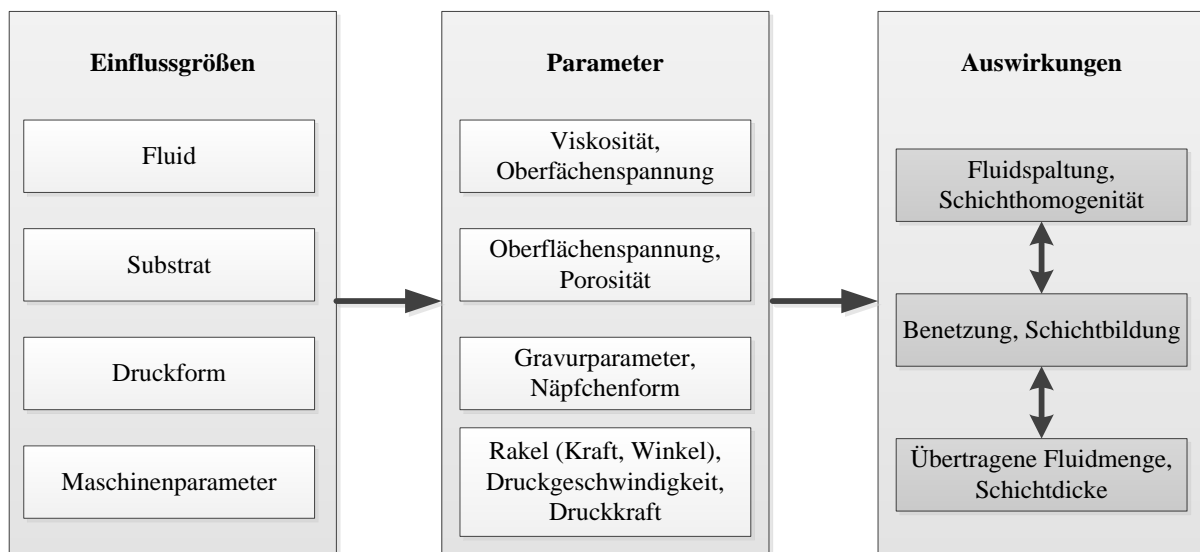 Einflussgrößen
Fluid
Substrat
Druckform
Maschinenparameter
Parameter
Viskosität,
Oberfächenspannung
Oberflächenspannung,
Porosität
Gravurparameter,
Näpfchenform
Rakel (Kraft, Winkel),
Druckgeschwindigkeit,
Druckkraft
Auswirkungen
Fluidspaltung,
Schichthomogenität
Benetzung, Schichtbildung
Übertragene Fluidmenge,
Schichtdicke